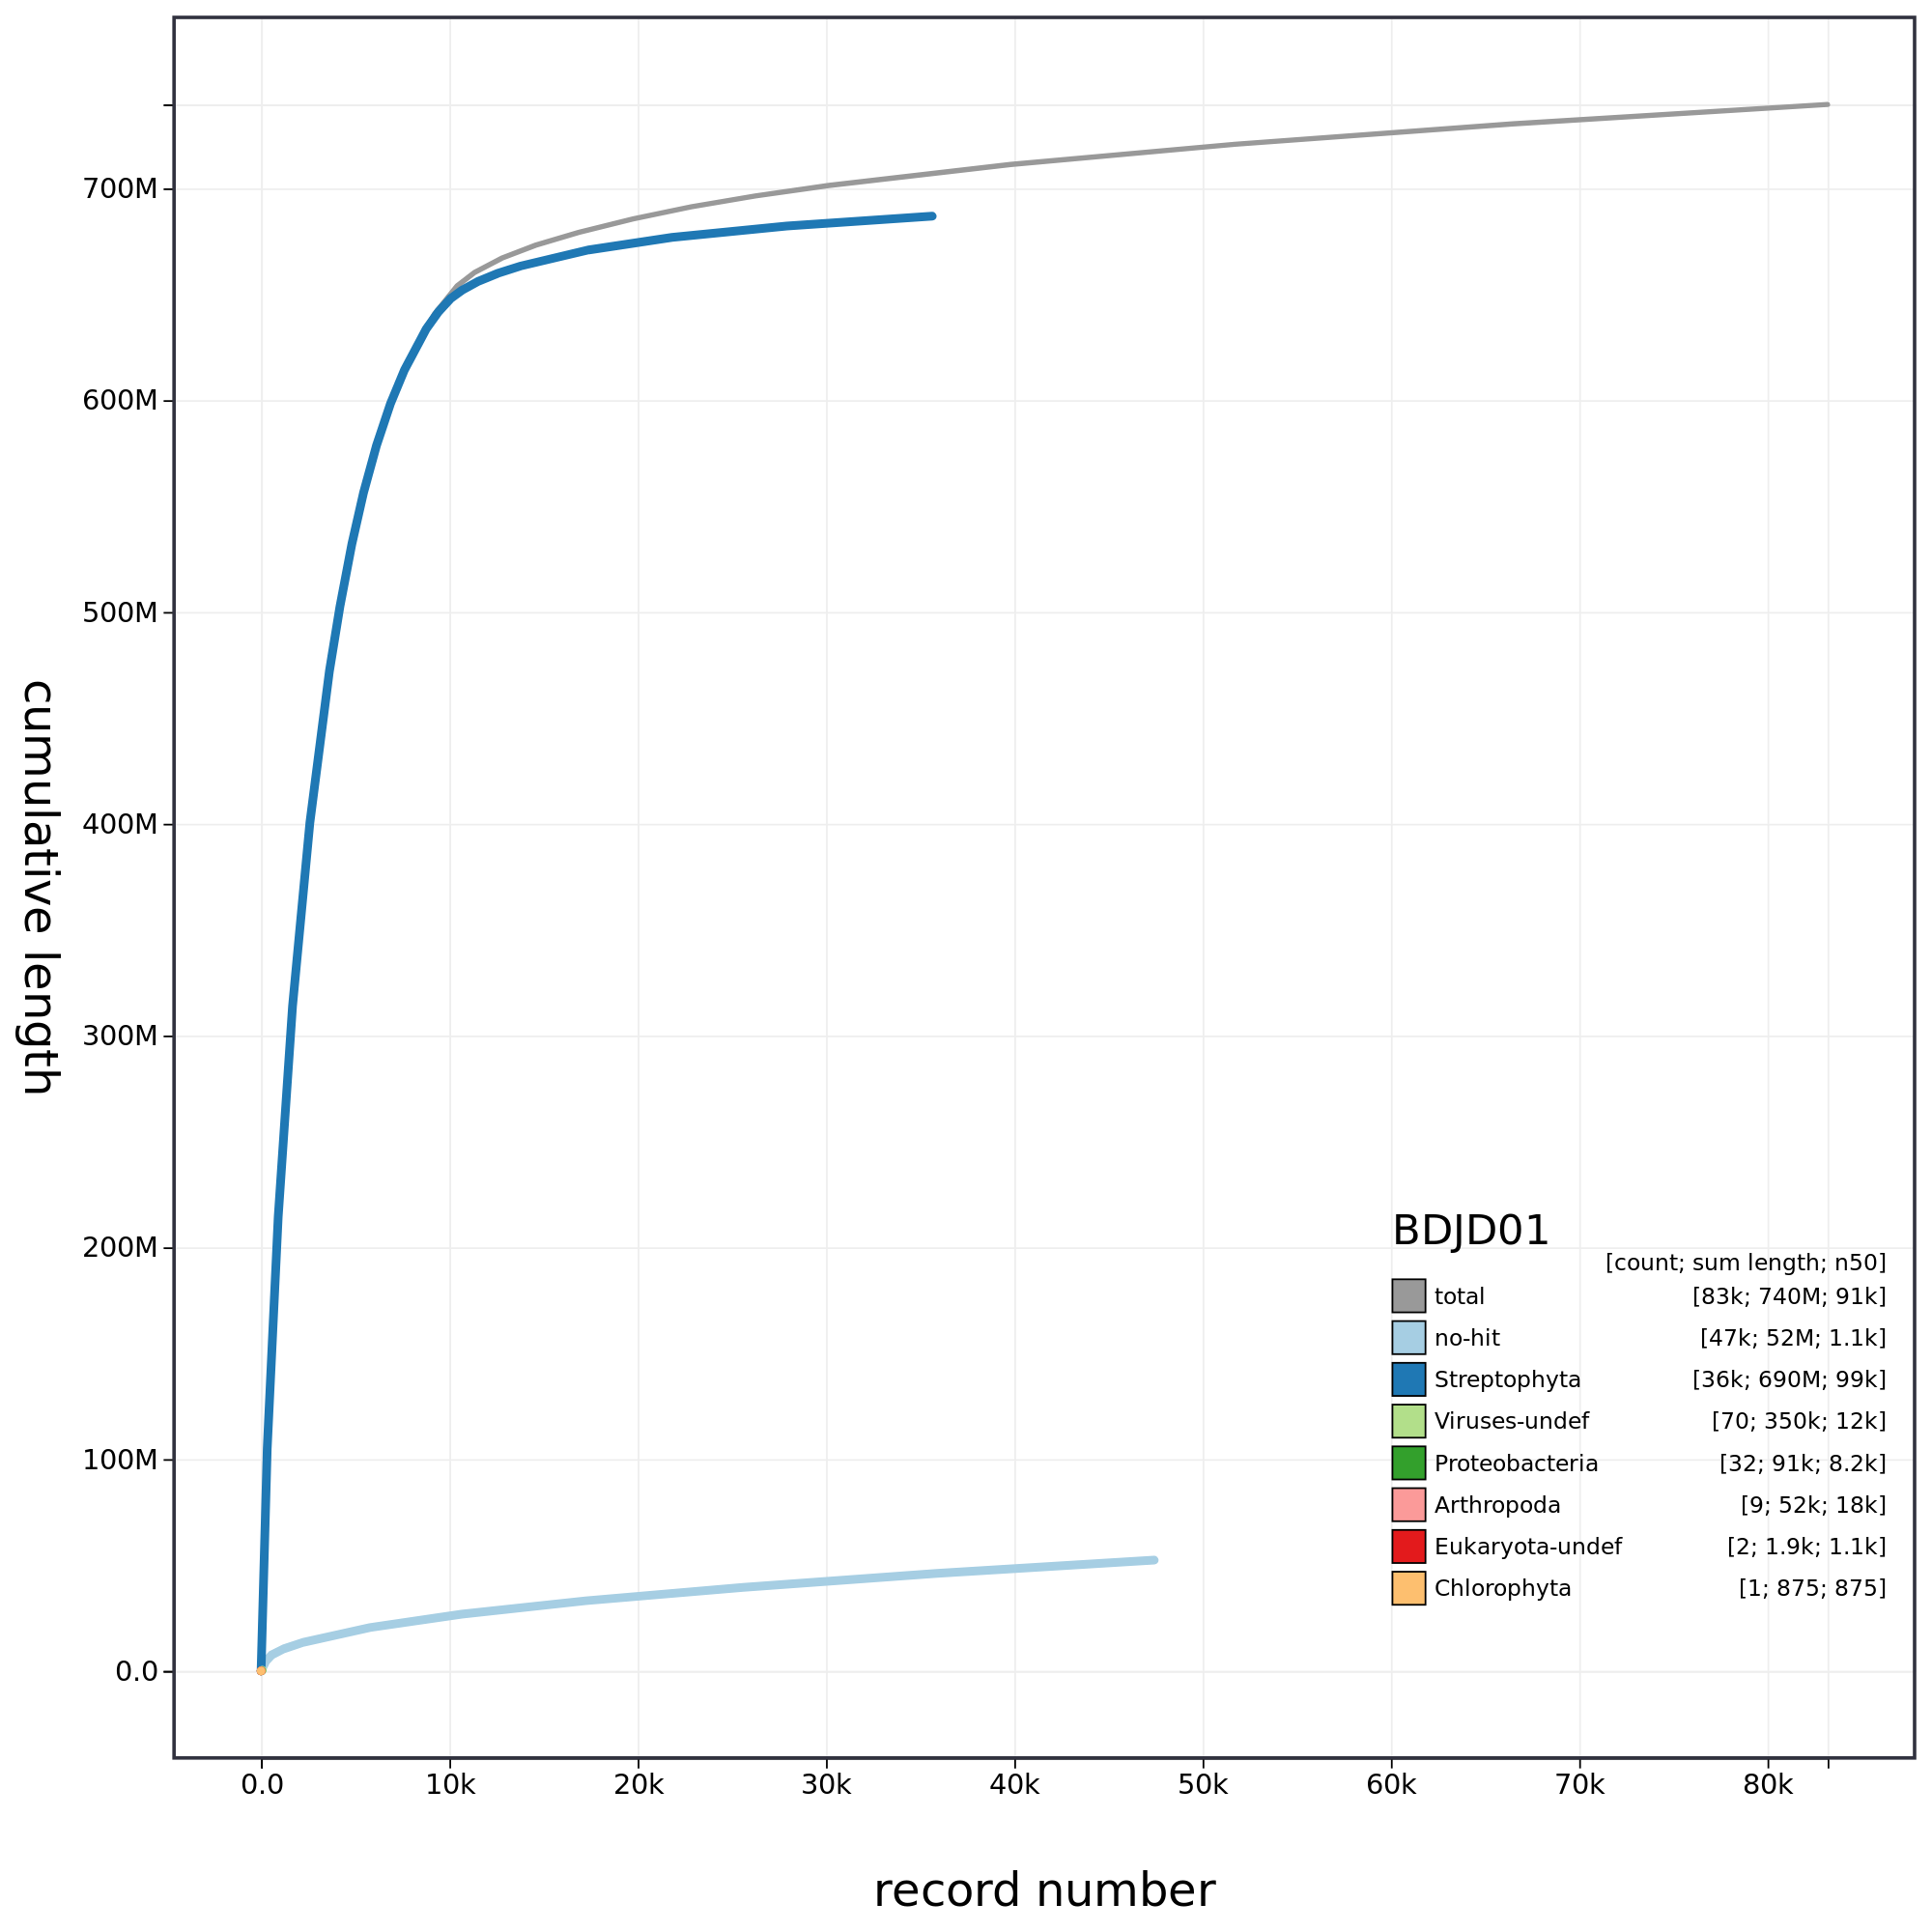 cumulative length
700M
600M
500M
400M
300M
200M
100M
0.0
BDJD01
[count; sum length; n50]
total [83k; 740M; 91k]
no-hit [47k; 52M; 1.1k]
Streptophyta [36k; 690M; 99k]
Viruses-undef [70; 350k; 12k]
Proteobacteria [32; 91k; 8.2k]
Arthropoda [9; 52k; 18k]
Eukaryota-undef [2; 1.9k; 1.1k]
Chlorophyta [1; 875; 875]
0.0 10k 20k 30k 40k 50k 60k 70k 80k
record number